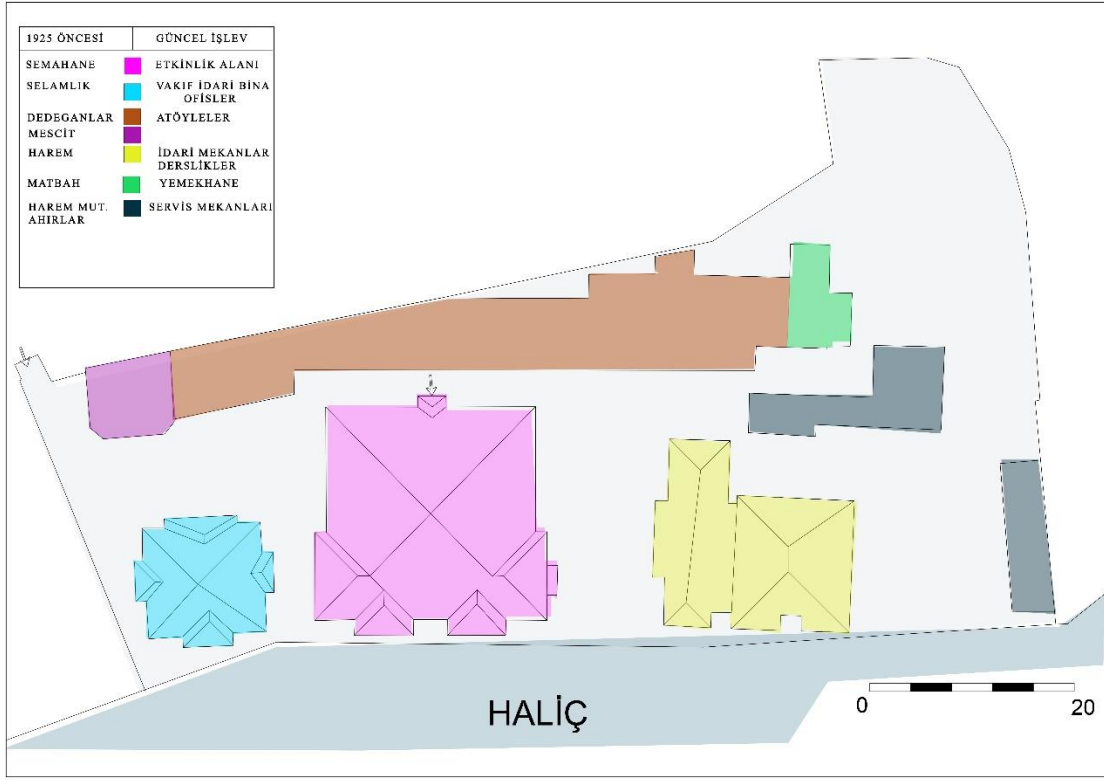 1925 ÖNCESİ GÜNCEL İŞLEV
SEMAHANE ETKİNLİK ALANI
SELAMLIK VAKIF İDARİ BİNA
OFİSLER
DEDEGANLAR ATÖYLELER
MESCİT
HAREM İDARİ MEKANLAR
DERSLİKLER
MATBAH YEMEKHANE
HAREM MUT. SERVİS MEKANLARI
AHIRLAR
HALİÇ
0 20